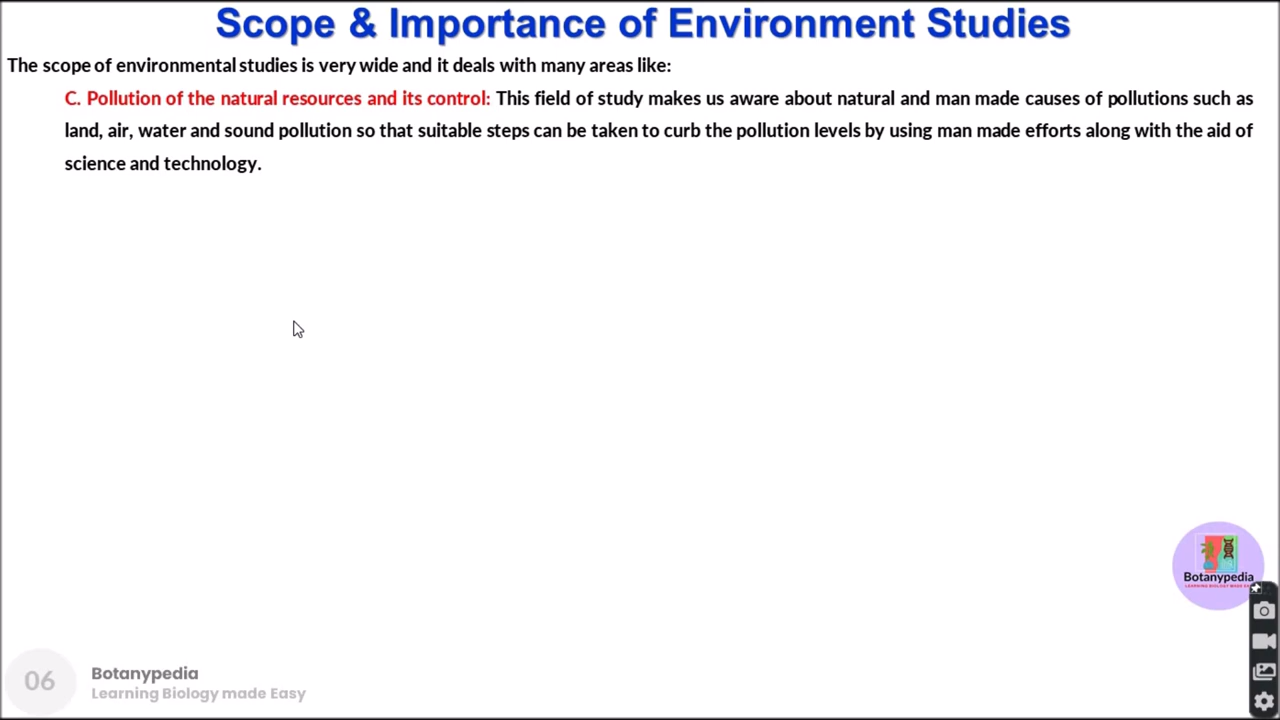 Scope & Importance of Environment Studies
The scope of environmental studies is very wide and it deals with many areas like:
C. Pollution of the natural resources and its control: This field of study makes us aware about natural and man made causes of pollutions such as
land, air, water and sound pollution so that suitable steps can be taken to curb the pollution levels by using man made efforts along with the aid of
science and technology.
Botanypedia
LEARNING BIOLOGY MADE
06
Botanypedia
Learning Biology made Easy